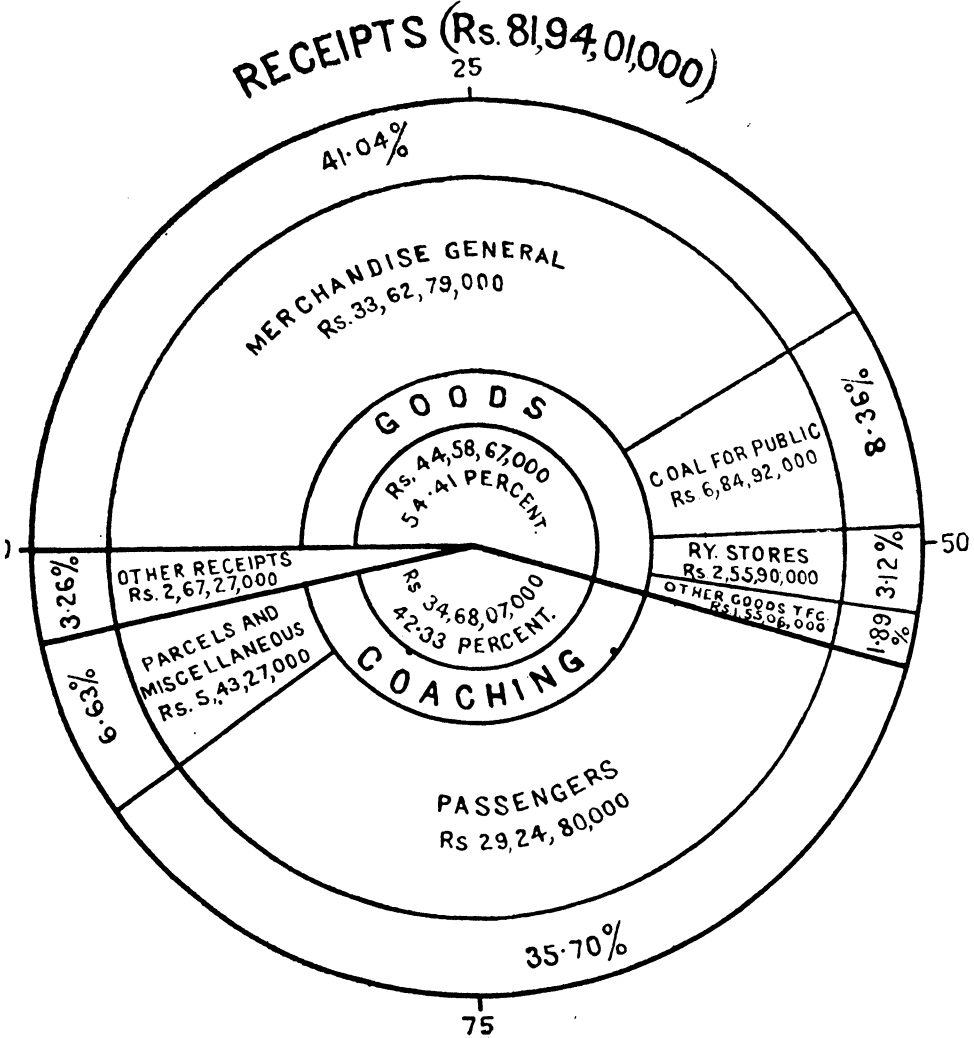 RECEIPTS (Rs. 81,94,01,000)
25
41·04%
MERCHANDISE GENERAL
Rs. 33,62,79,000
8·36%
GOODS
Rs. 44,58,67,000
54·41 PERCENT.
COAL FOR PUBLIC
Rs 6,84,92,000
50
3·12%
RY. STORES
Rs 2,55,90,000
OTHER GOODS TFC.
Rs.1,55,06,000
1·89
%
3·26%
OTHER RECEIPTS
Rs. 2,67,27,000
Rs 34,68,07,000
42·33 PERCENT.
COACHING
PARCELS AND
MISCELLANEOUS
Rs. 5,43,27,000
6·63%
PASSENGERS
Rs 29,24,80,000
35·70%
75